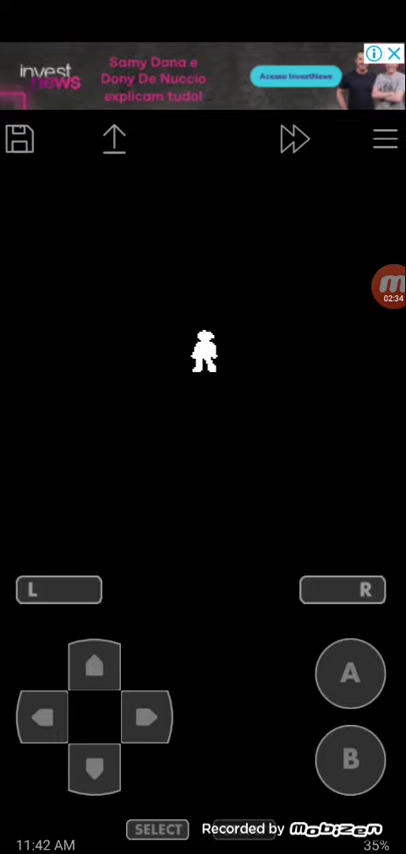 invest
news
Samy Dana e
Dony De Nuccio
explicam tudo!
Acesse InvestNews
02:34
L
R
A
B
SELECT
Recorded by mobizen
11:42 AM
35%